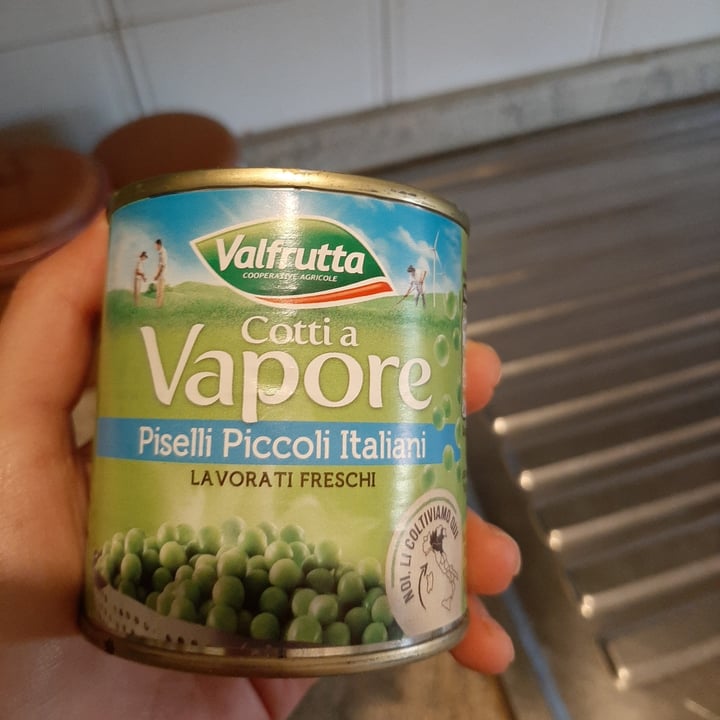 Valfrutta
COOPERATIVE AGRICOLE
Cotti a
Vapore
Piselli Piccoli Italiani
LAVORATI FRESCHI
NOI, LI COLTIVIAMO QUI